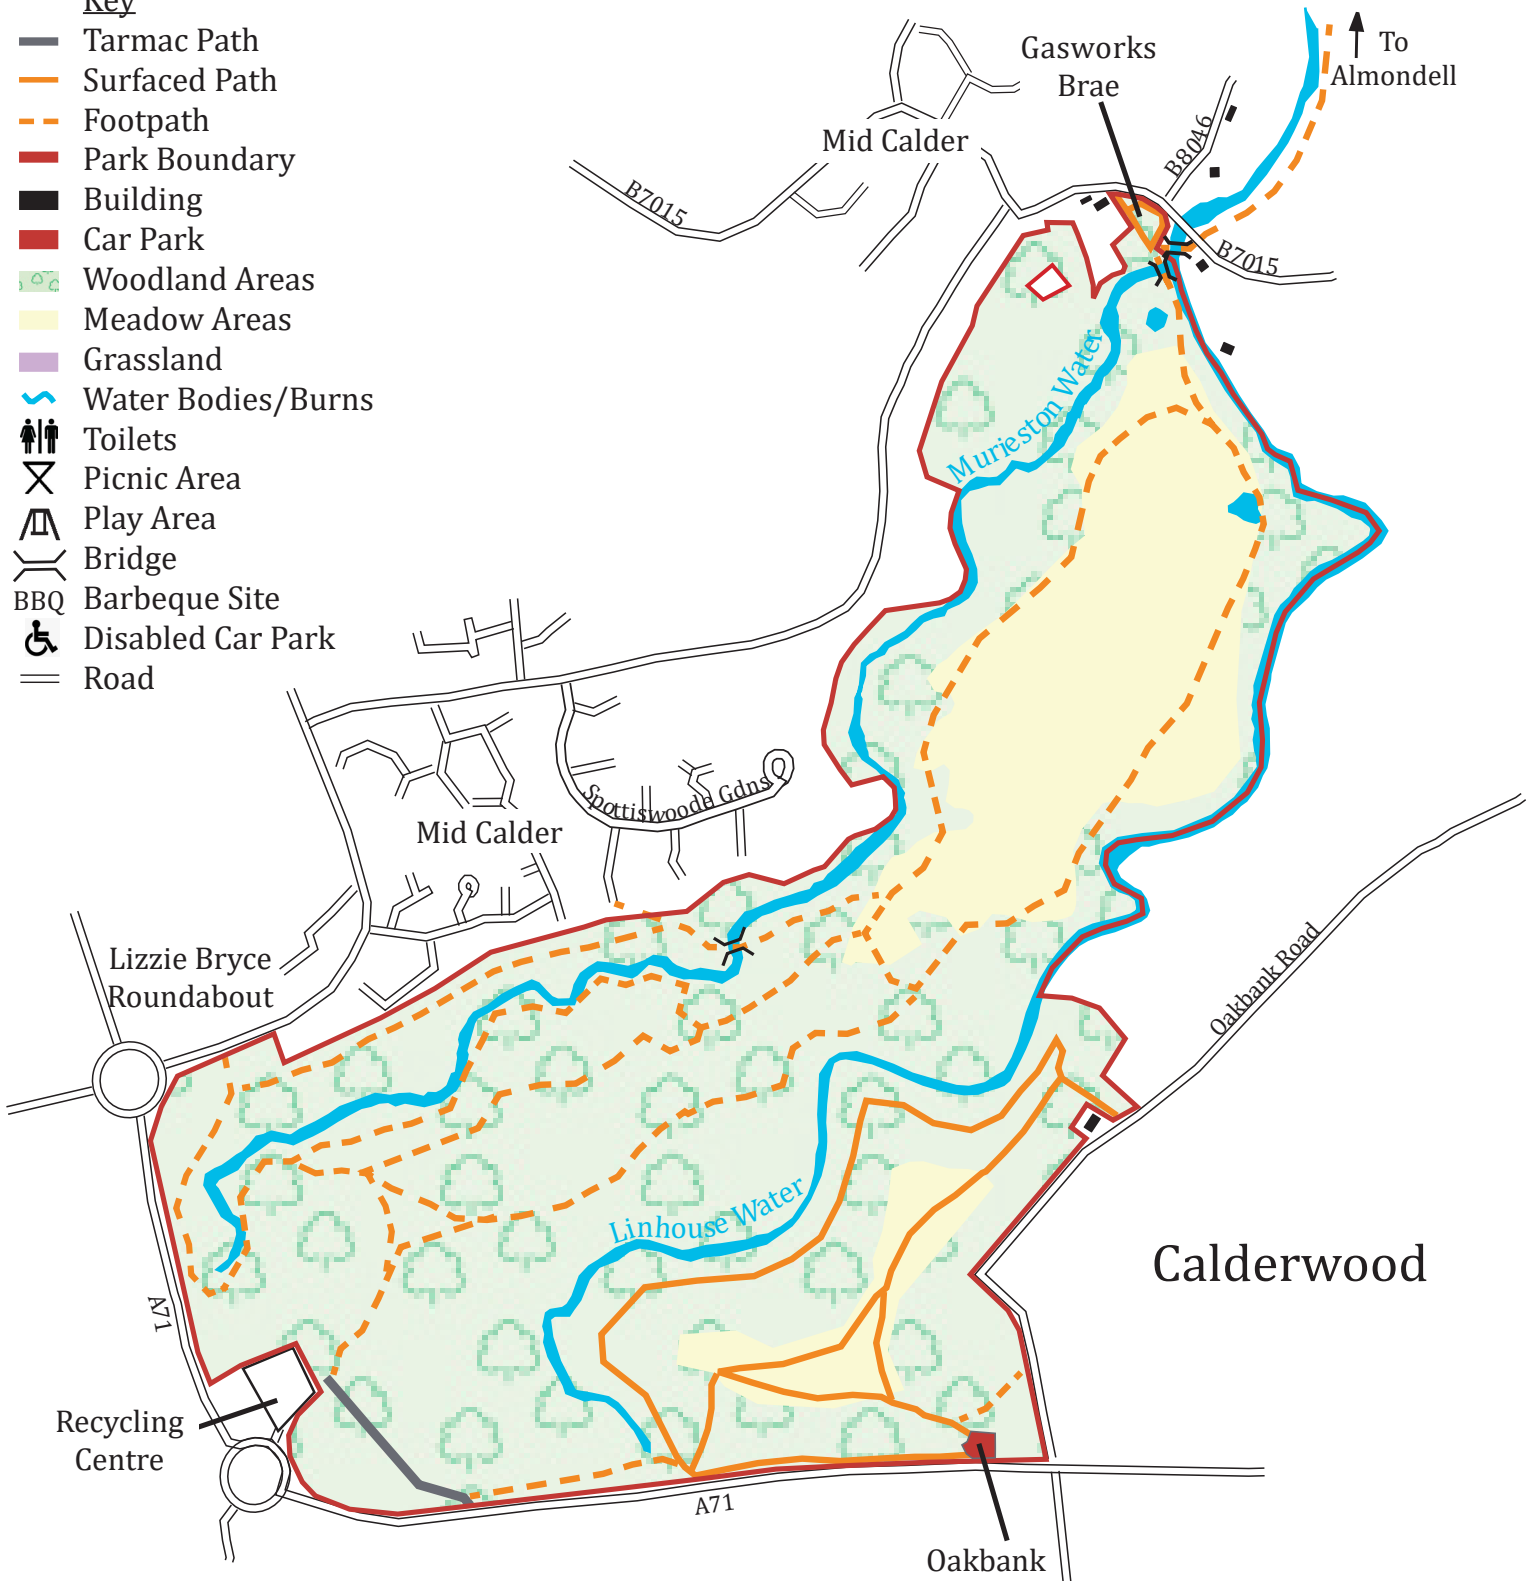 Key
Tarmac Path
Surfaced Path
Footpath
Park Boundary
Building
Car Park
Woodland Areas
Meadow Areas
Grassland
Water Bodies/Burns
Toilets
Picnic Area
Play Area
Bridge
BBQ Barbeque Site
Disabled Car Park
Road
Gasworks
Brae
To
Almondell
Mid Calder
B8046
B7015
B7015
Murieston Water
Spottiswoode Gdns
Mid Calder
Lizzie Bryce
Roundabout
Oakbank Road
Linhouse Water
Calderwood
A71
Recycling
Centre
A71
Oakbank